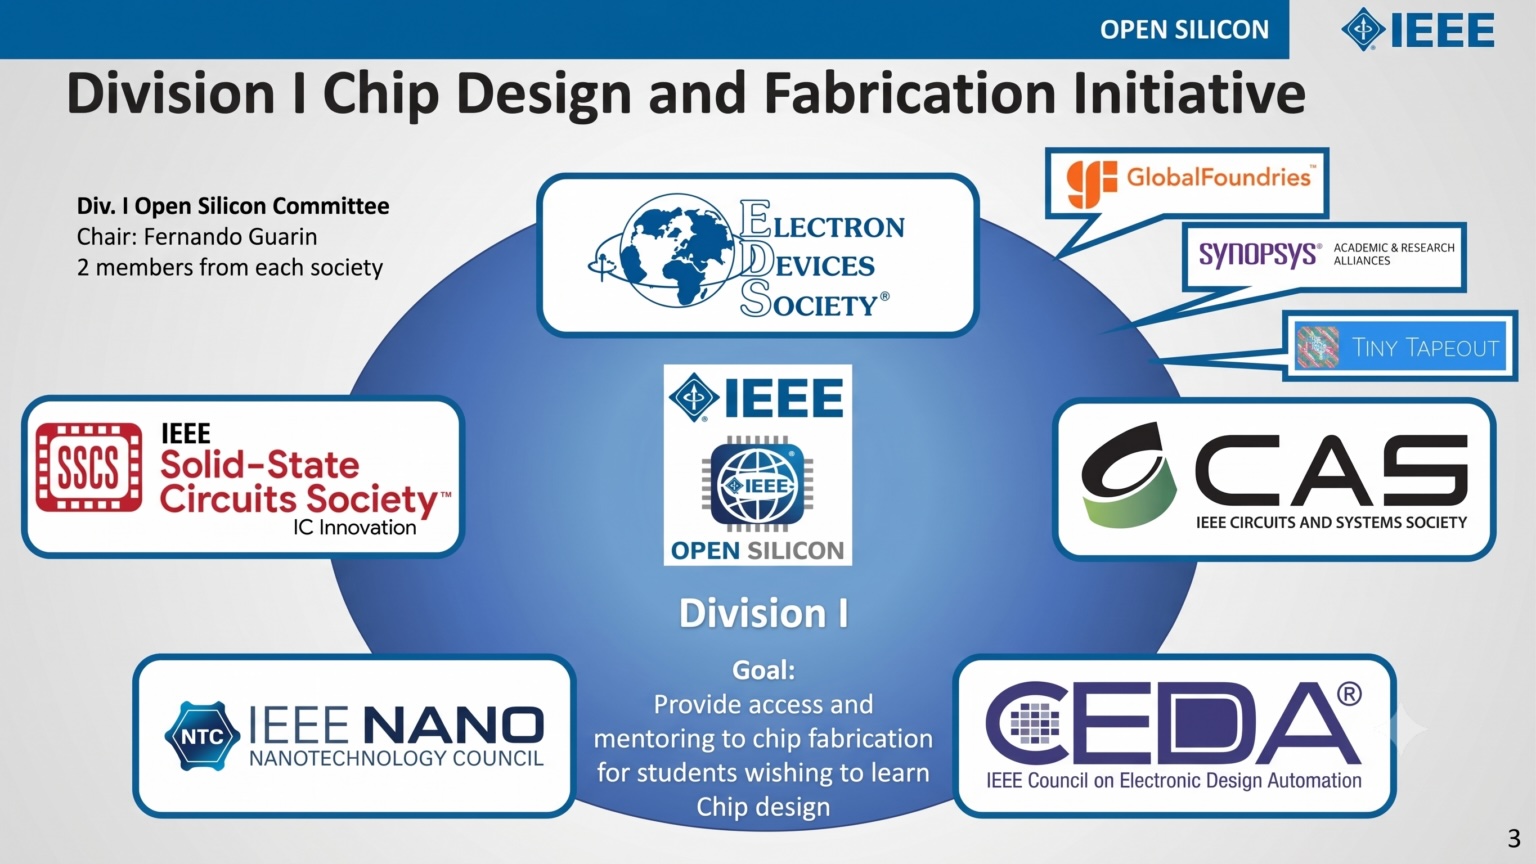 OPEN SILICON
IEEE
Division I Chip Design and Fabrication Initiative
Div. I Open Silicon Committee
Chair: Fernando Guarin
2 members from each society
ELECTRON
DEVICES
SOCIETY®
GlobalFoundries™
SYNOPSYS® ACADEMIC & RESEARCH
ALLIANCES
TINY TAPEOUT
SSCS
IEEE
Solid-State
Circuits Society™
IC Innovation
IEEE
IEEE
OPEN SILICON
CAS
IEEE CIRCUITS AND SYSTEMS SOCIETY
Division I
Goal:
Provide access and
mentoring to chip fabrication
for students wishing to learn
Chip design
NTC
IEEE NANO
NANOTECHNOLOGY COUNCIL
CEDA®
IEEE Council on Electronic Design Automation
3